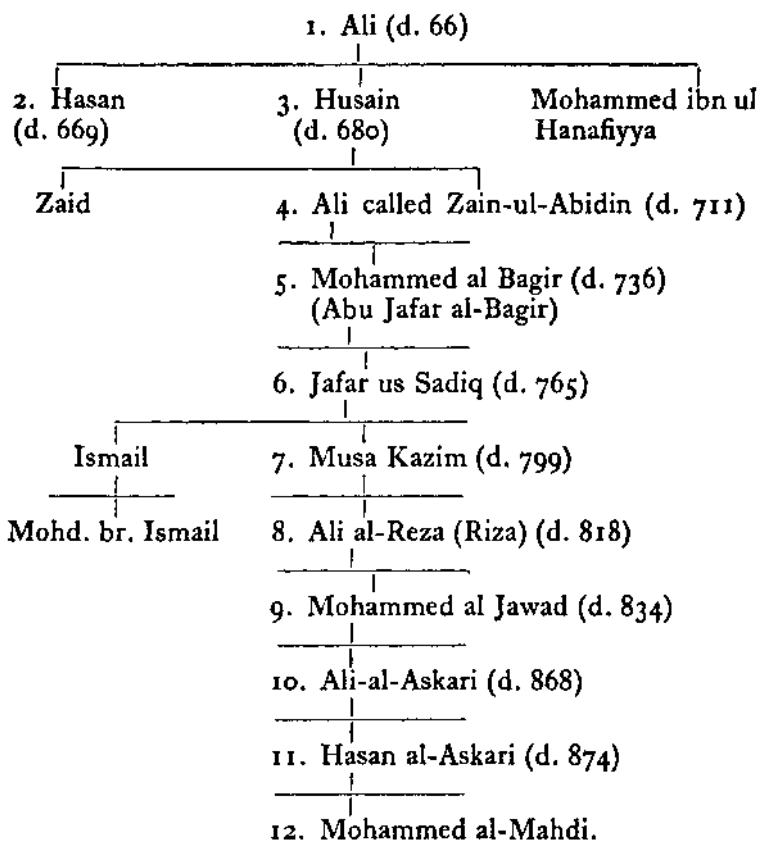 1. Ali (d. 66)
2. Hasan 3. Husain Mohammed ibn ul
(d. 669) (d. 680) Hanafiyya
Zaid 4. Ali called Zain-ul-Abidin (d. 711)
5. Mohammed al Bagir (d. 736)
(Abu Jafar al-Bagir)
6. Jafar us Sadiq (d. 765)
Ismail 7. Musa Kazim (d. 799)
Mohd. br. Ismail 8. Ali al-Reza (Riza) (d. 818)
9. Mohammed al Jawad (d. 834)
10. Ali-al-Askari (d. 868)
11. Hasan al-Askari (d. 874)
12. Mohammed al-Mahdi.